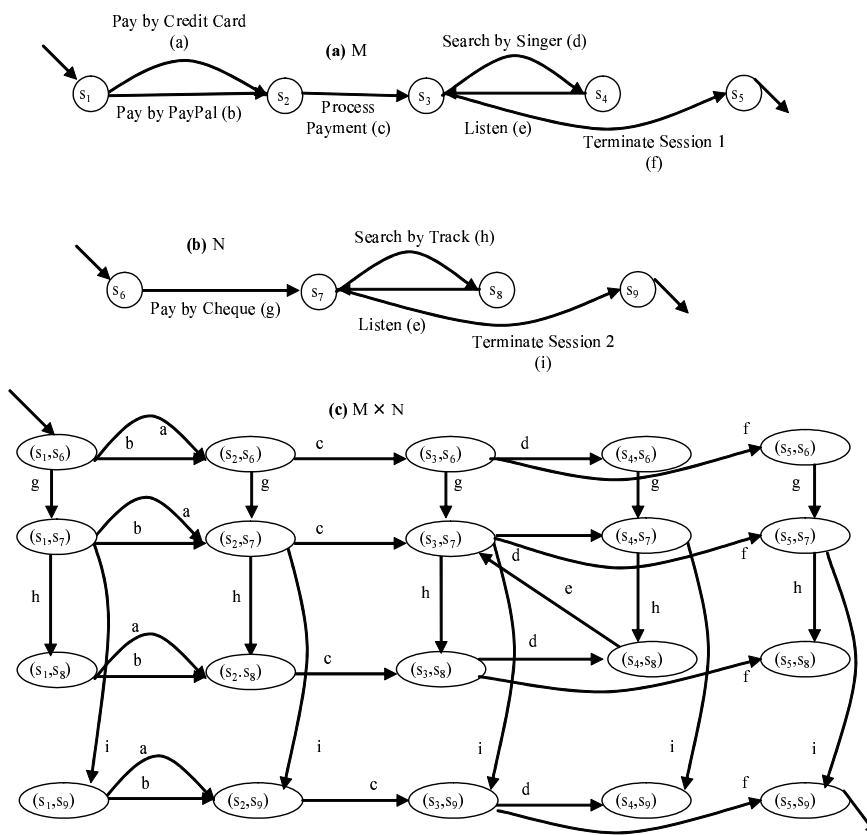 Pay by Credit Card
(a)
(a) M
Search by Singer (d)
s1
s2
s3
s4
s5
Pay by PayPal (b)
Process
Payment (c)
Listen (e)
Terminate Session 1
(f)
(b) N
Search by Track (h)
s6
s7
s8
s9
Pay by Cheque (g)
Listen (e)
Terminate Session 2
(i)
(c) M × N
(s1,s6)
b
a
(s2,s6)
c
(s3,s6)
d
(s4,s6)
f
(s5,s6)
g
g
g
g
g
(s1,s7)
b
a
(s2,s7)
c
(s3,s7)
d
(s4,s7)
f
(s5,s7)
h
h
h
e
h
h
(s1,s8)
a
b
(s2.s8)
c
(s3,s8)
d
(s4,s8)
f
(s5,s8)
i
i
i
i
i
(s1,s9)
a
b
(s2,s9)
c
(s3,s9)
d
(s4,s9)
f
(s5,s9)